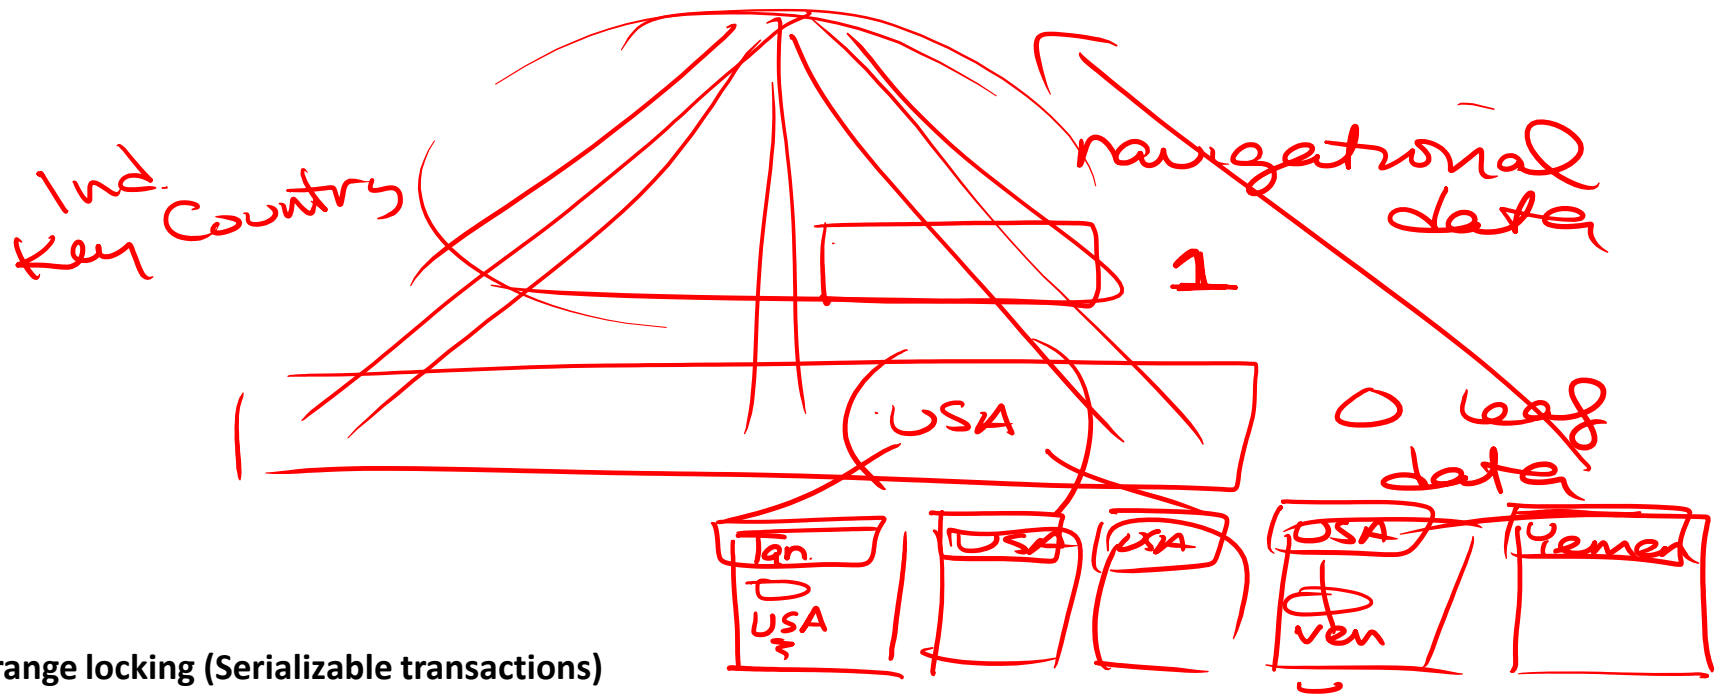 Ind.
Key Country
navigational
data
1
USA
0 leaf
data
Tan.
USA
USA
USA
USA
ven
Yemen
range locking (Serializable transactions)